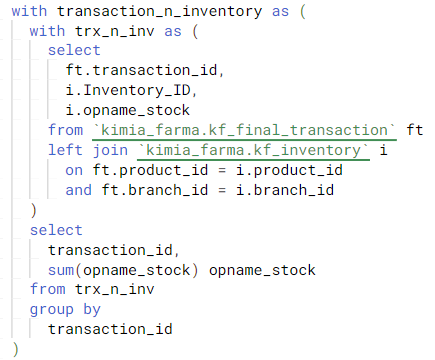 with transaction_n_inventory as (
with trx_n_inv as (
select
ft.transaction_id,
i.Inventory_ID,
i.opname_stock
from `kimia_farma.kf_final_transaction` ft
left join `kimia_farma.kf_inventory` i
on ft.product_id = i.product_id
and ft.branch_id = i.branch_id
)
select
transaction_id,
sum(opname_stock) opname_stock
from trx_n_inv
group by
transaction_id
)